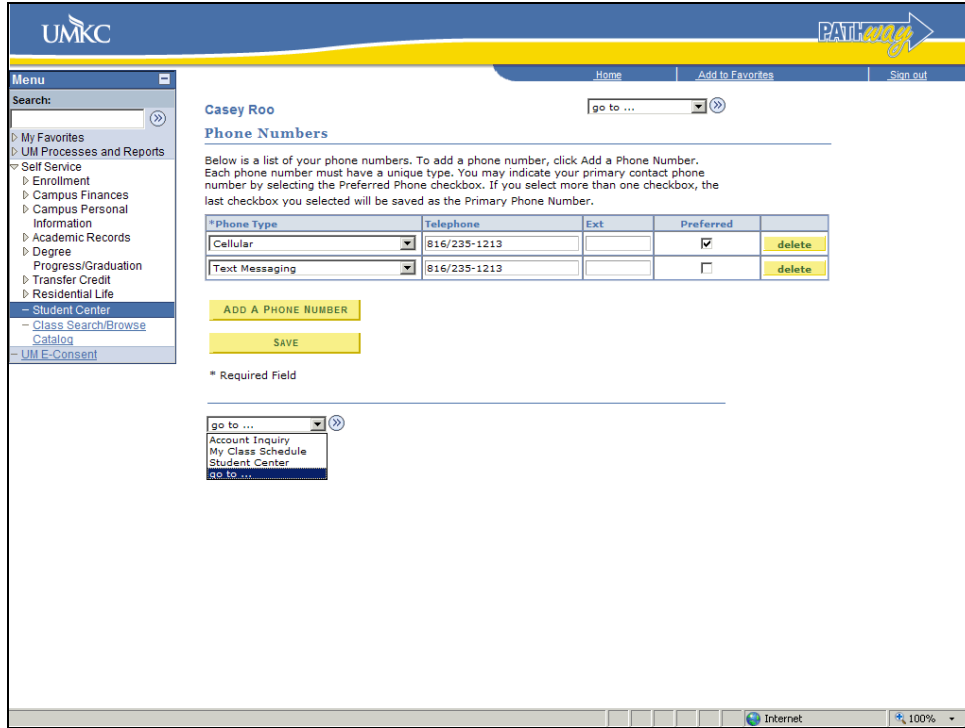 UMKC
PATHway
Home
Add to Favorites
Sign out
Menu
Search:
My Favorites
UM Processes and Reports
Self Service
Enrollment
Campus Finances
Campus Personal
Information
Academic Records
Degree
Progress/Graduation
Transfer Credit
Residential Life
Student Center
Class Search/Browse
Catalog
UM E-Consent
Casey Roo
go to ...
Phone Numbers
Below is a list of your phone numbers. To add a phone number, click Add a Phone Number.
Each phone number must have a unique type. You may indicate your primary contact phone
number by selecting the Preferred Phone checkbox. If you select more than one checkbox, the
last checkbox you selected will be saved as the Primary Phone Number.
*Phone Type Telephone Ext Preferred
Cellular 816/235-1213 delete
Text Messaging 816/235-1213 delete
ADD A PHONE NUMBER
SAVE
* Required Field
go to ...
Account Inquiry
My Class Schedule
Student Center
go to ...
Internet 100%